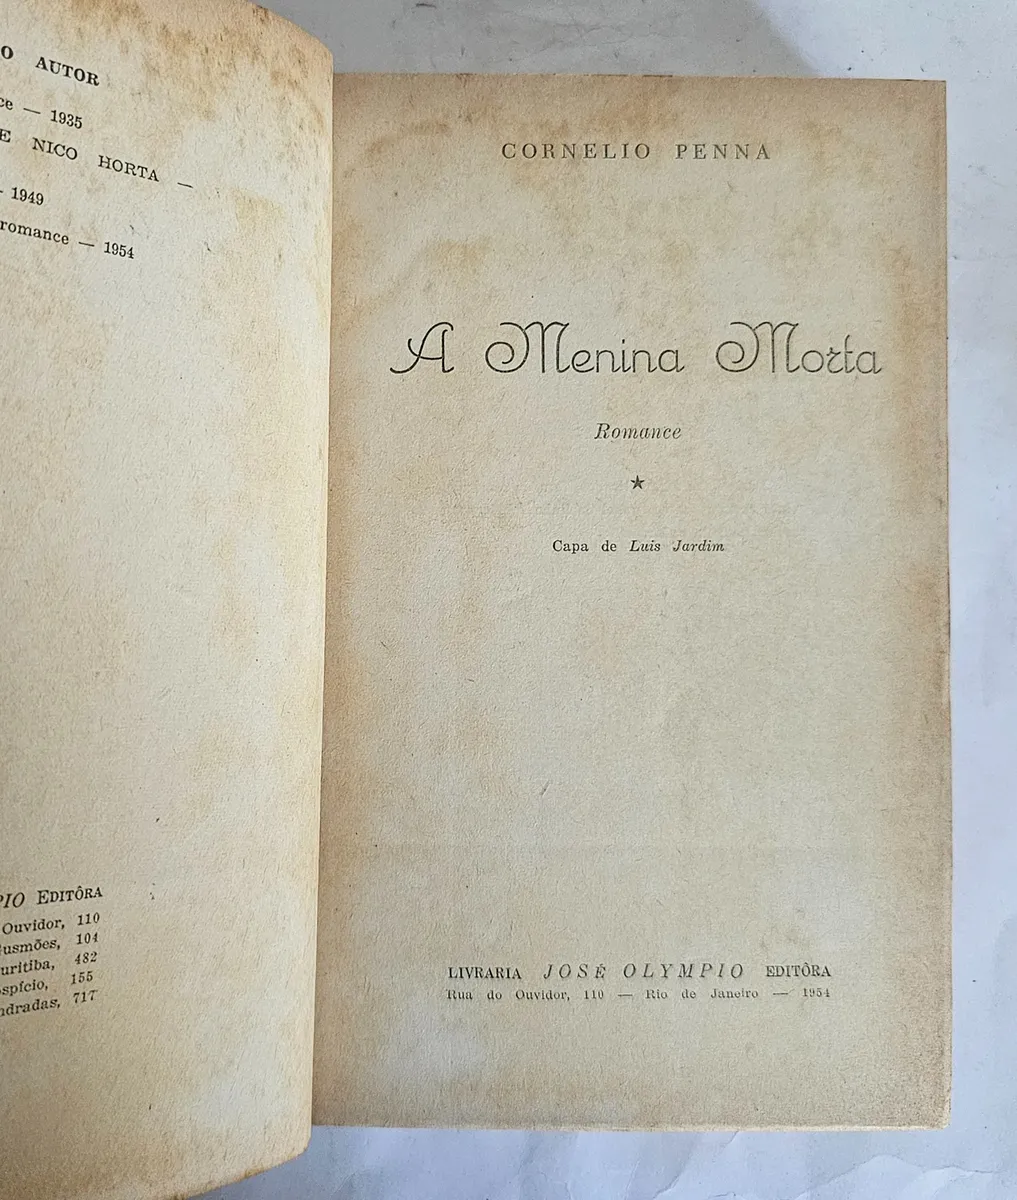 O AUTOR
ce — 1935
E NICO HORTA —
- 1949
romance — 1954
PIO EDITÔRA
Ouvidor, 110
Gusmões, 104
uritiba, 482
spício, 155
ndradas, 717
CORNELIO PENNA
A Menina Morta
Romance
★
Capa de Luis Jardim
LIVRARIA JOSÉ OLYMPIO EDITÔRA
Rua do Ouvidor, 110 — Rio de Janeiro — 1954